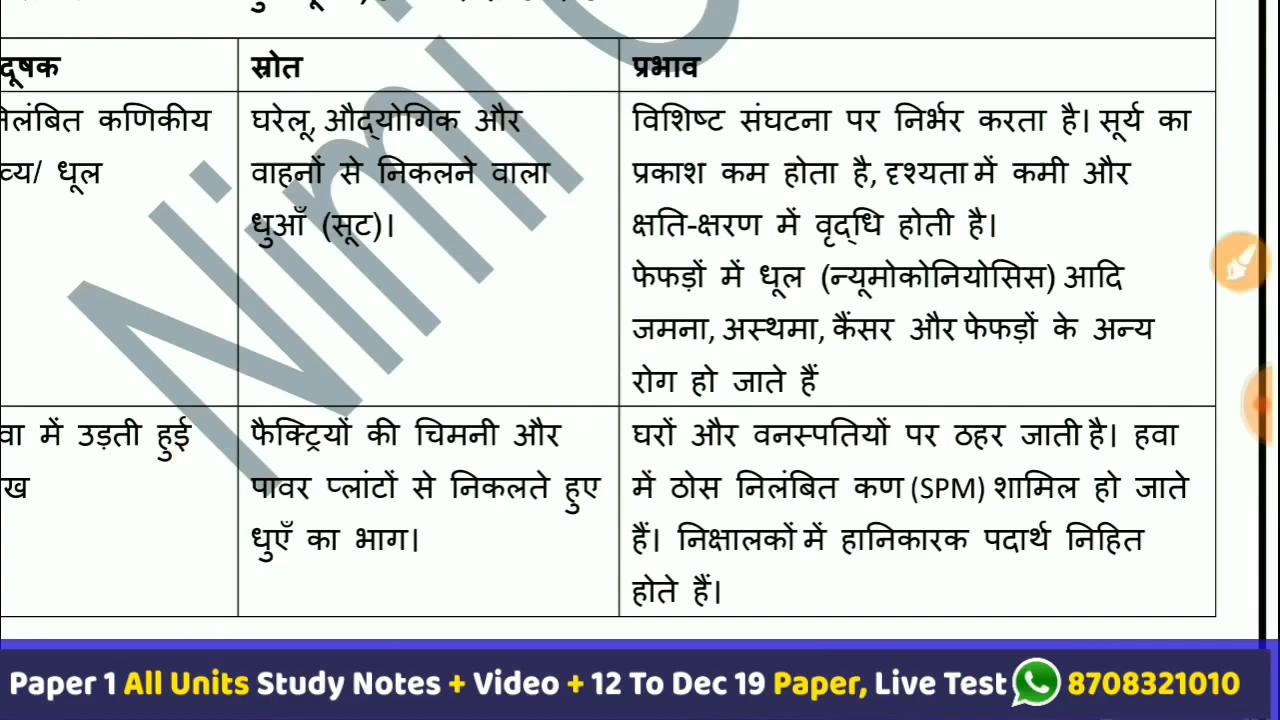 दूषक स्रोत प्रभाव
निलंबित कणिकीय घरेलू, औद्योगिक और विशिष्ट संघटना पर निर्भर करता है। सूर्य का
व्य/ धूल वाहनों से निकलने वाला प्रकाश कम होता है, दृश्यता में कमी और
धुआँ (सूट)। क्षति-क्षरण में वृद्धि होती है।
फेफड़ों में धूल (न्यूमोकोनियोसिस) आदि
जमना, अस्थमा, कैंसर और फेफड़ों के अन्य
रोग हो जाते हैं
वा में उड़ती हुई फैक्ट्रियों की चिमनी और घरों और वनस्पतियों पर ठहर जाती है। हवा
ख पावर प्लांटों से निकलते हुए में ठोस निलंबित कण (SPM) शामिल हो जाते
धुएँ का भाग। हैं। निक्षालकों में हानिकारक पदार्थ निहित
होते हैं।
Nimi
Paper 1 All Units Study Notes + Video + 12 To Dec 19 Paper, Live Test 8708321010